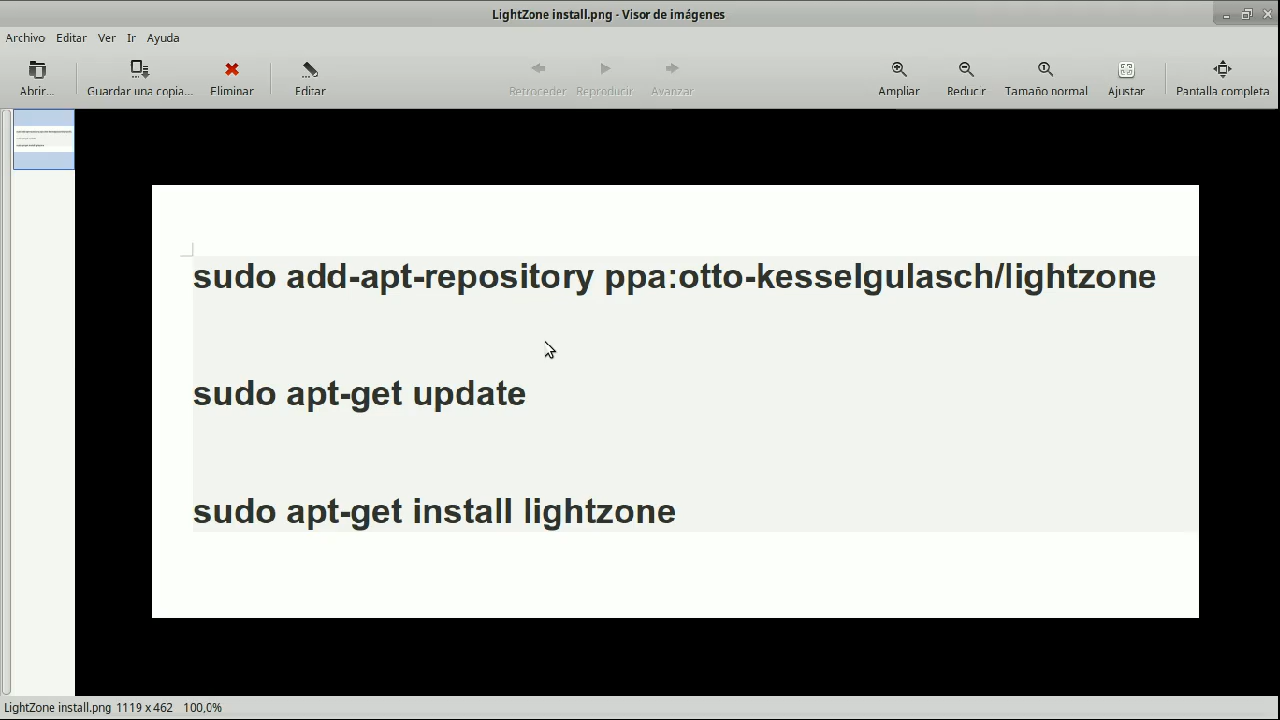 LightZone install.png - Visor de imágenes
Archivo Editar Ver Ir Ayuda
Abrir... Guardar una copia... Eliminar Editar Retroceder Reproducir Avanzar Ampliar Reducir Tamaño normal Ajustar Pantalla completa
sudo add-apt-repository ppa:otto-kesselgulasch/lightzone
sudo apt-get update
sudo apt-get install lightzone
LightZone install.png 1119 x 462 100,0%